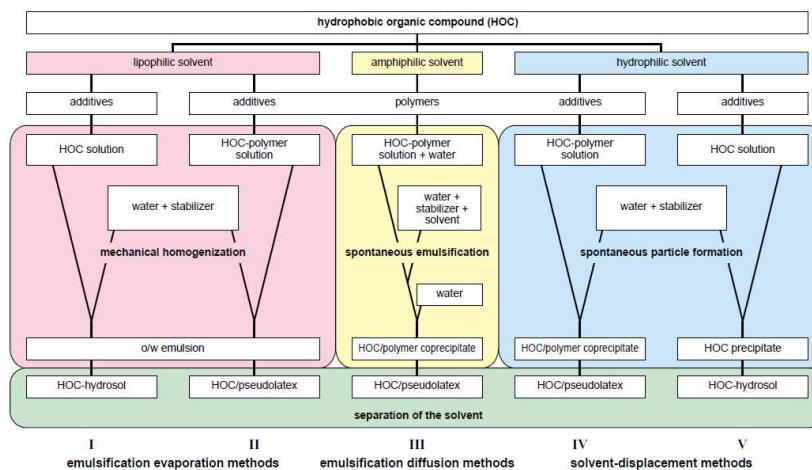 hydrophobic organic compound (HOC)
lipophilic solvent
amphiphilic solvent
hydrophilic solvent
additives
additives
polymers
additives
additives
HOC solution
HOC-polymer
solution
HOC-polymer
solution + water
HOC-polymer
solution
HOC solution
water + stabilizer
water +
stabilizer +
solvent
water + stabilizer
mechanical homogenization
spontaneous emulsification
spontaneous particle formation
water
o/w emulsion
HOC/polymer coprecipitate
HOC/polymer coprecipitate
HOC precipitate
HOC-hydrosol
HOC/pseudolatex
HOC/pseudolatex
HOC/pseudolatex
HOC-hydrosol
separation of the solvent
I
II
III
IV
V
emulsification evaporation methods
emulsification diffusion methods
solvent-displacement methods